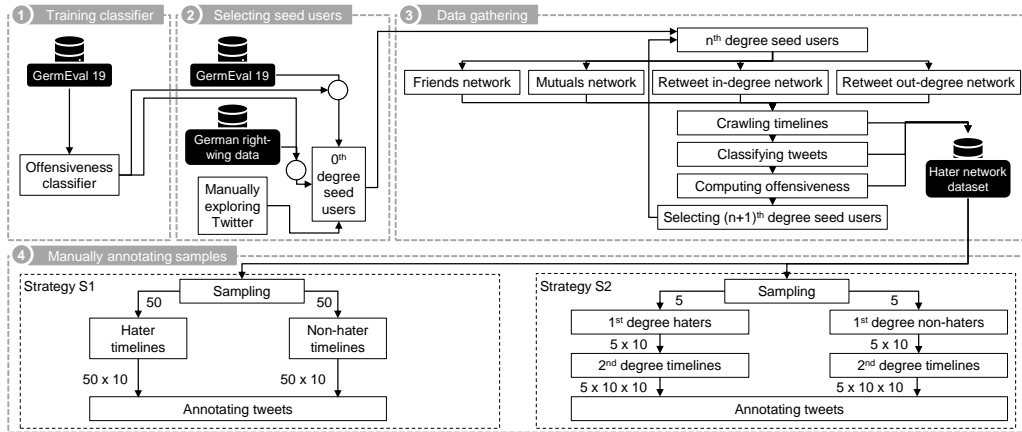 1 Training classifier
GermEval 19
Offensiveness
classifier
2 Selecting seed users
GermEval 19
German right-
wing data
Manually
exploring
Twitter
0th
degree
seed
users
3 Data gathering
nth degree seed users
Friends network
Mutuals network
Retweet in-degree network
Retweet out-degree network
Crawling timelines
Classifying tweets
Computing offensiveness
Selecting (n+1)th degree seed users
Hater network
dataset
4 Manually annotating samples
Strategy S1
Sampling
50
50
Hater
timelines
Non-hater
timelines
50 x 10
50 x 10
Annotating tweets
Strategy S2
Sampling
5
5
1st degree haters
1st degree non-haters
5 x 10
5 x 10
2nd degree timelines
2nd degree timelines
5 x 10 x 10
5 x 10 x 10
Annotating tweets